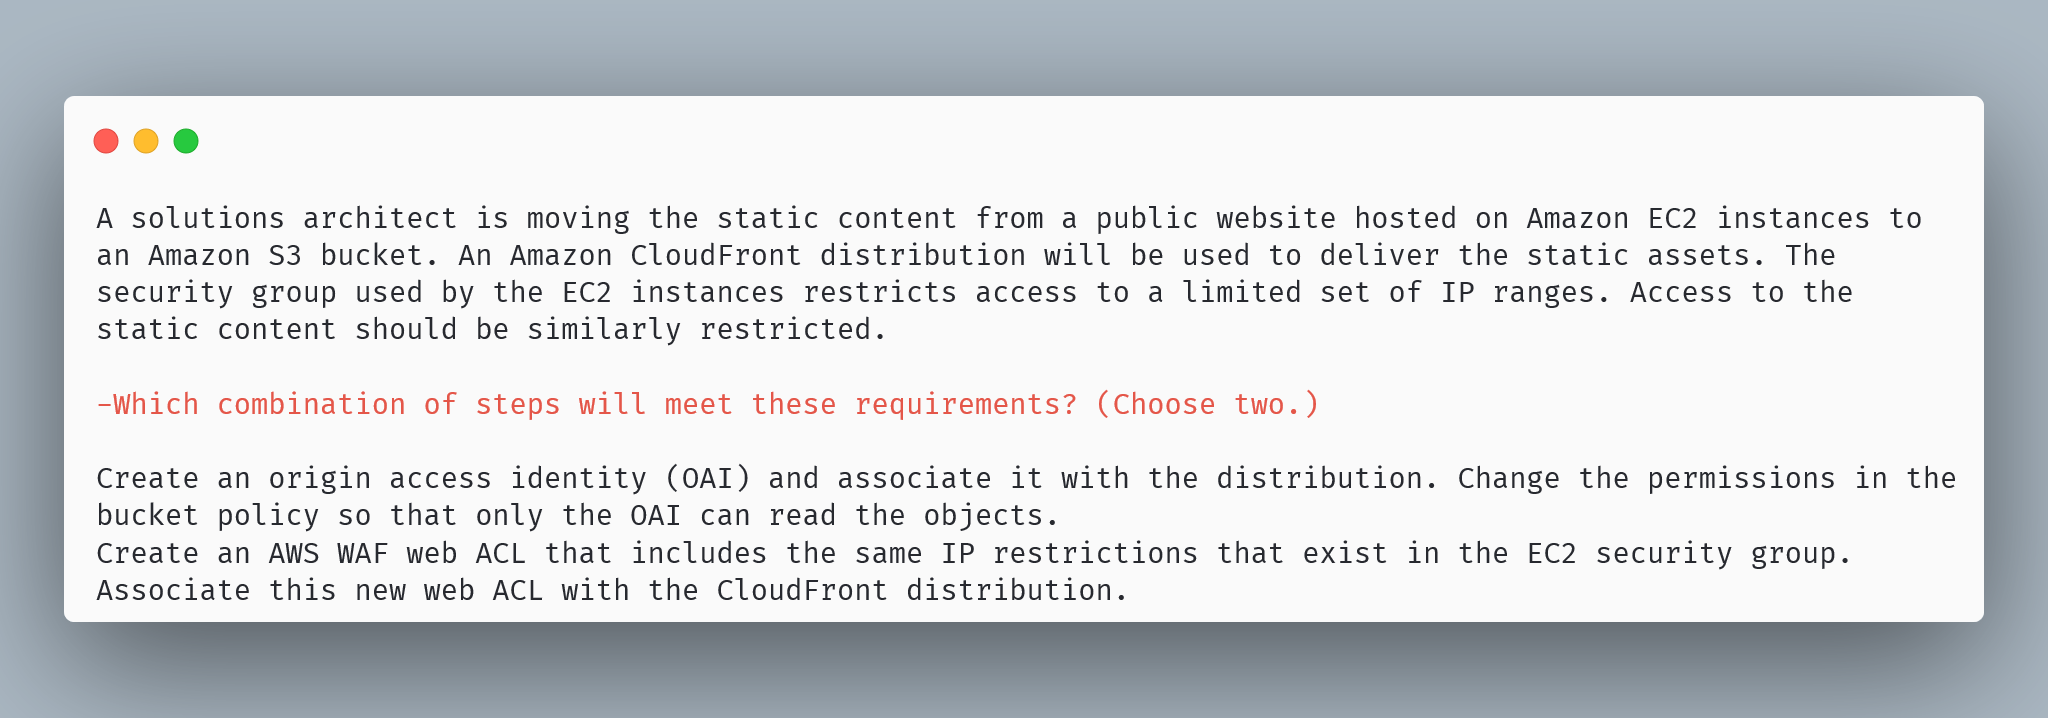 A solutions architect is moving the static content from a public website hosted on Amazon EC2 instances to
an Amazon S3 bucket. An Amazon CloudFront distribution will be used to deliver the static assets. The
security group used by the EC2 instances restricts access to a limited set of IP ranges. Access to the
static content should be similarly restricted.
-Which combination of steps will meet these requirements? (Choose two.)
Create an origin access identity (OAI) and associate it with the distribution. Change the permissions in the
bucket policy so that only the OAI can read the objects.
Create an AWS WAF web ACL that includes the same IP restrictions that exist in the EC2 security group.
Associate this new web ACL with the CloudFront distribution.